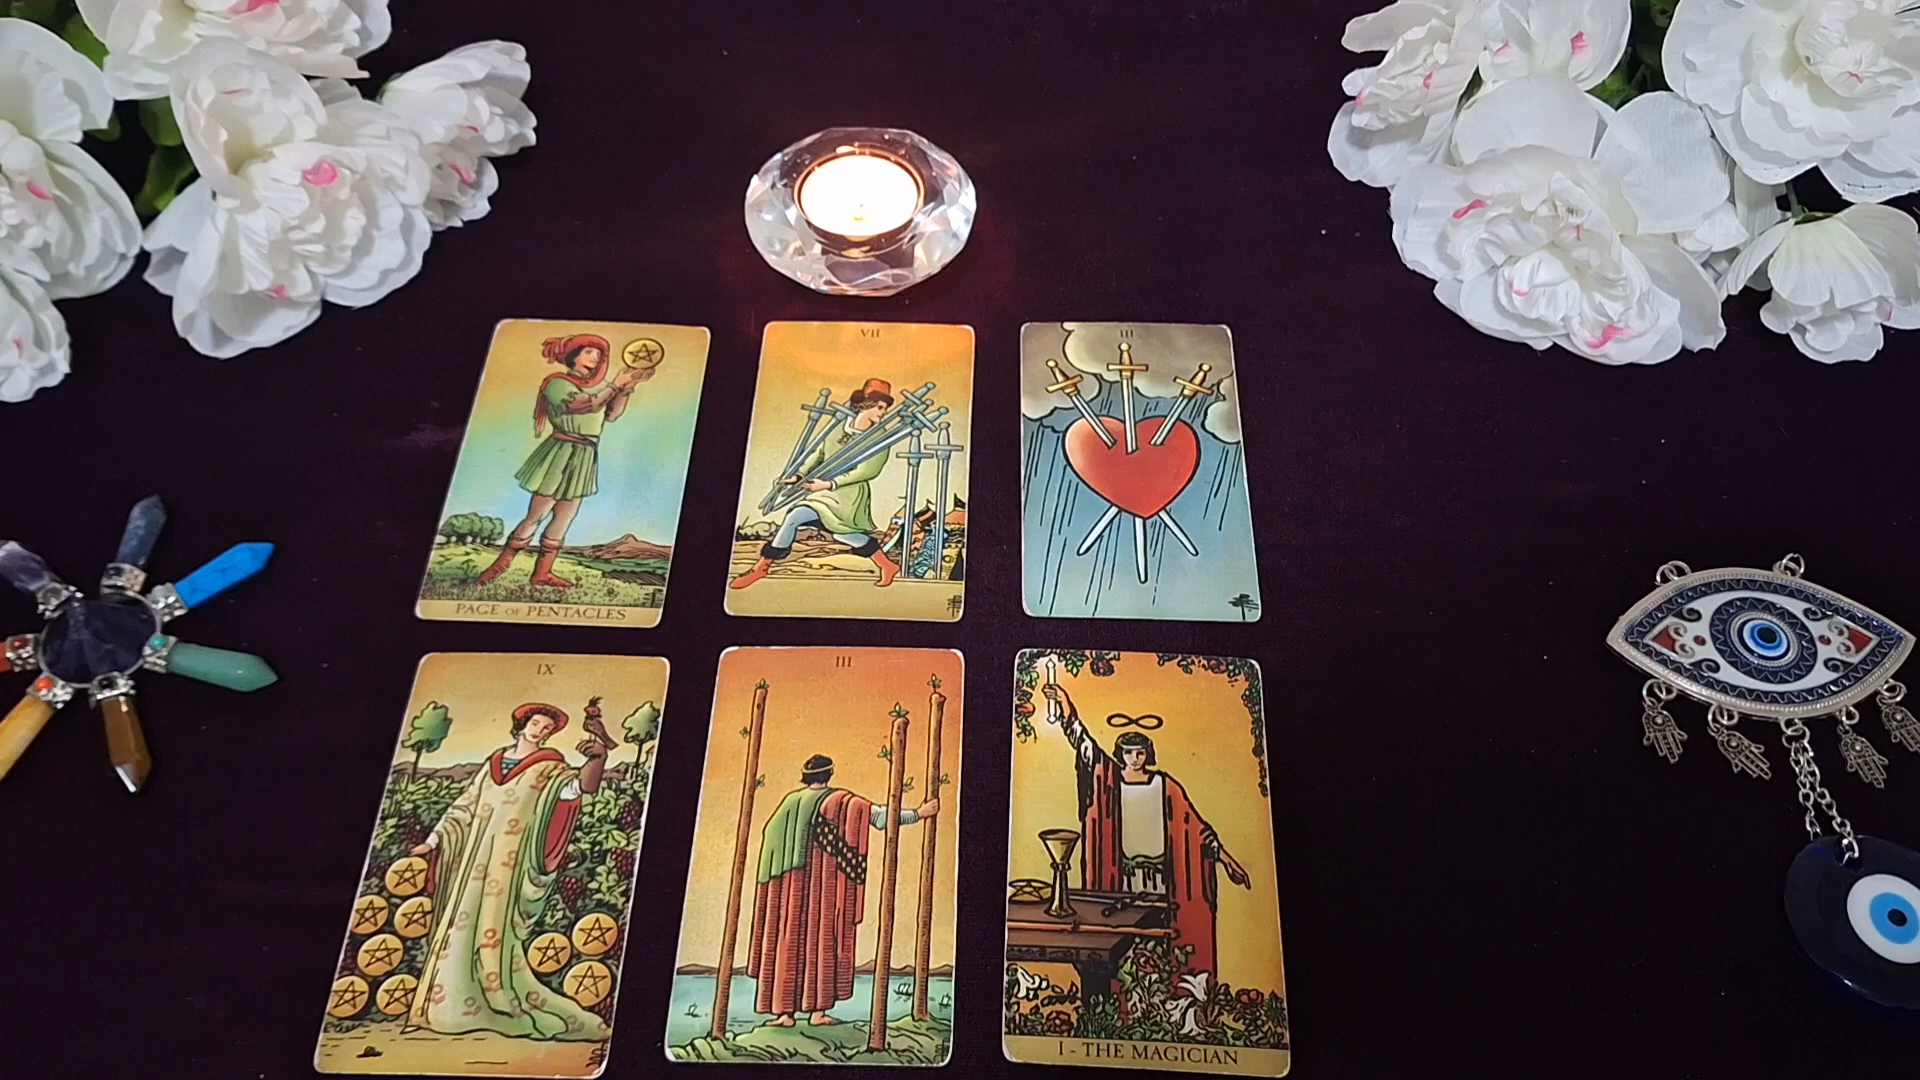 VII
III
PAGE OF PENTACLES
IX
III
I - THE MAGICIAN